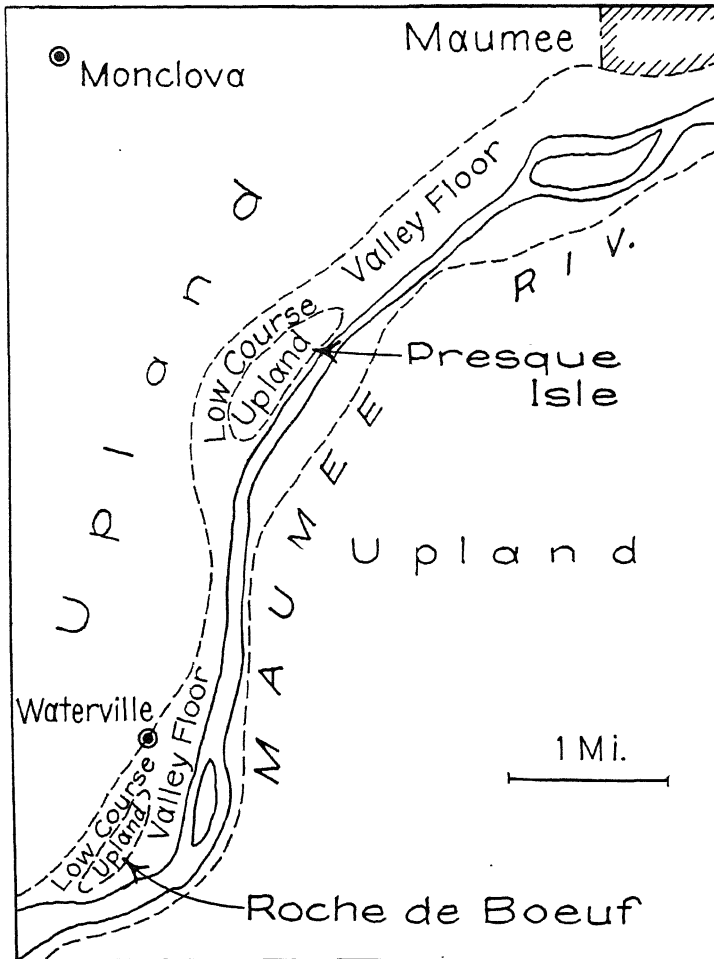 Maumee
Monclova
Valley Floor
Upland
RIV.
Low Course
Upland
Presque
Isle
MAUMEE
Upland
Waterville
Valley Floor
1 Mi.
Low Course
Upland
Roche de Boeuf